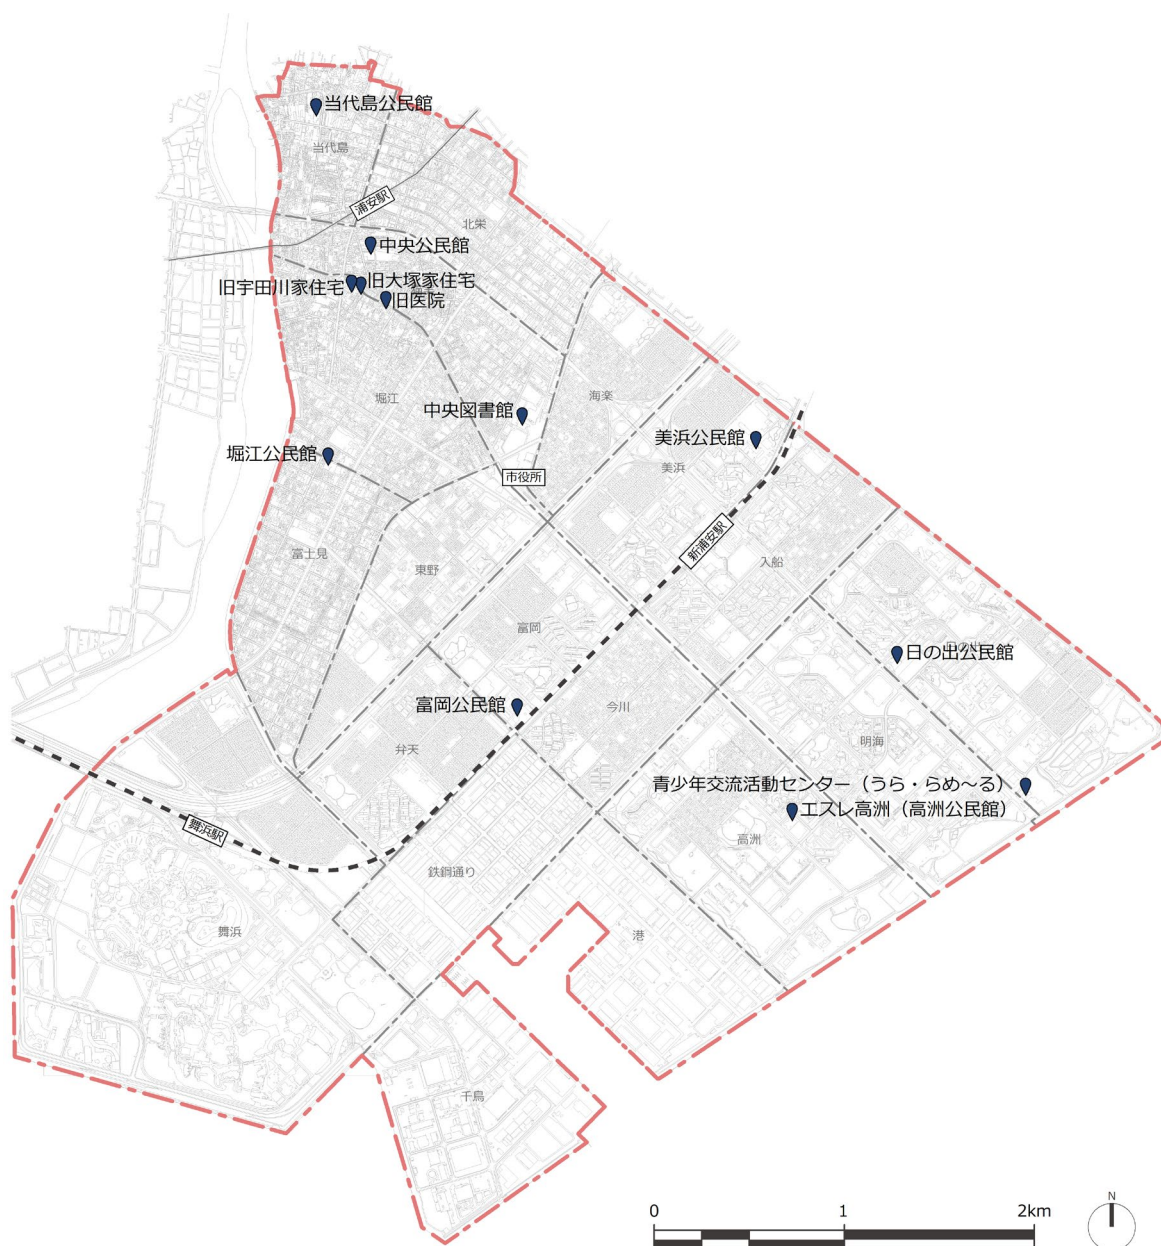 当代島公民館
当代島
浦安駅
北栄
中央公民館
旧大塚家住宅
旧宇田川家住宅
旧医院
海楽
堀江
中央図書館
美浜公民館
堀江公民館
美浜
市役所
新浦安駅
富士見
東野
入船
富岡
日の出公民館
富岡公民館
今川
明海
弁天
青少年交流活動センター（うら・らめ～る）
エスレ高洲（高洲公民館）
舞浜駅
高洲
鉄鋼通り
舞浜
港
千鳥
N
0 1 2km